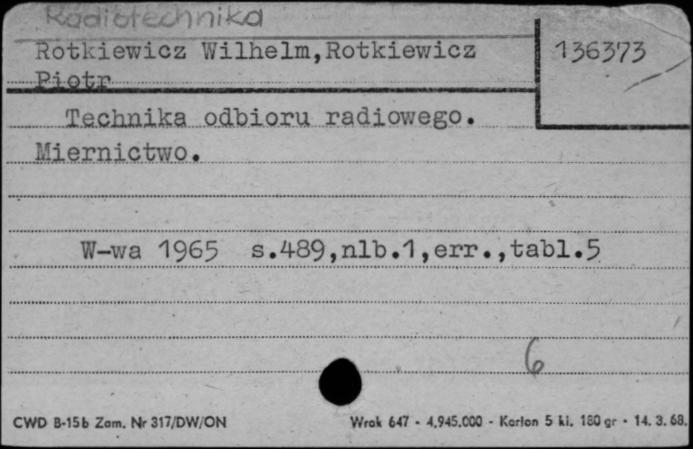 Radiotechnika
Rotkiewicz Wilhelm,Rotkiewicz
136373
Piotr
Technika odbioru radiowego.
Miernictwo.
W-wa 1965 s.489,nlb.1,err.,tabl.5
6
CWD B-15b Zam. Nr 317/DW/ON
Wrak 647 - 4.945.000 - Karton 5 kl. 180 gr - 14. 3. 68.